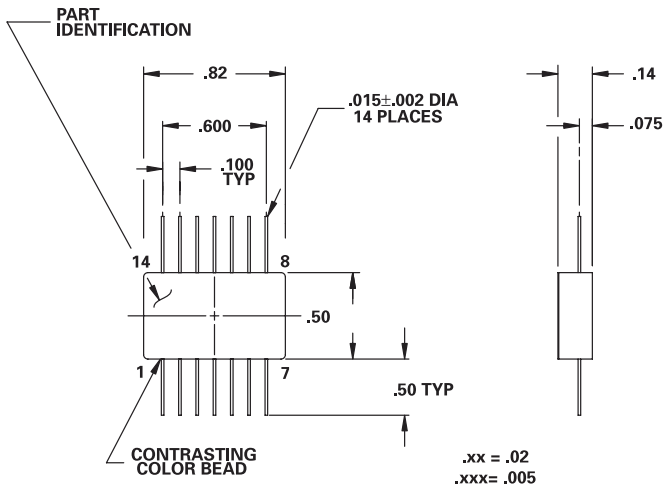 PART
IDENTIFICATION
.82
.14
.015±.002 DIA
14 PLACES
.600
.075
.100
TYP
14
8
.50
1
7
.50 TYP
CONTRASTING
COLOR BEAD
.xx = .02
.xxx= .005